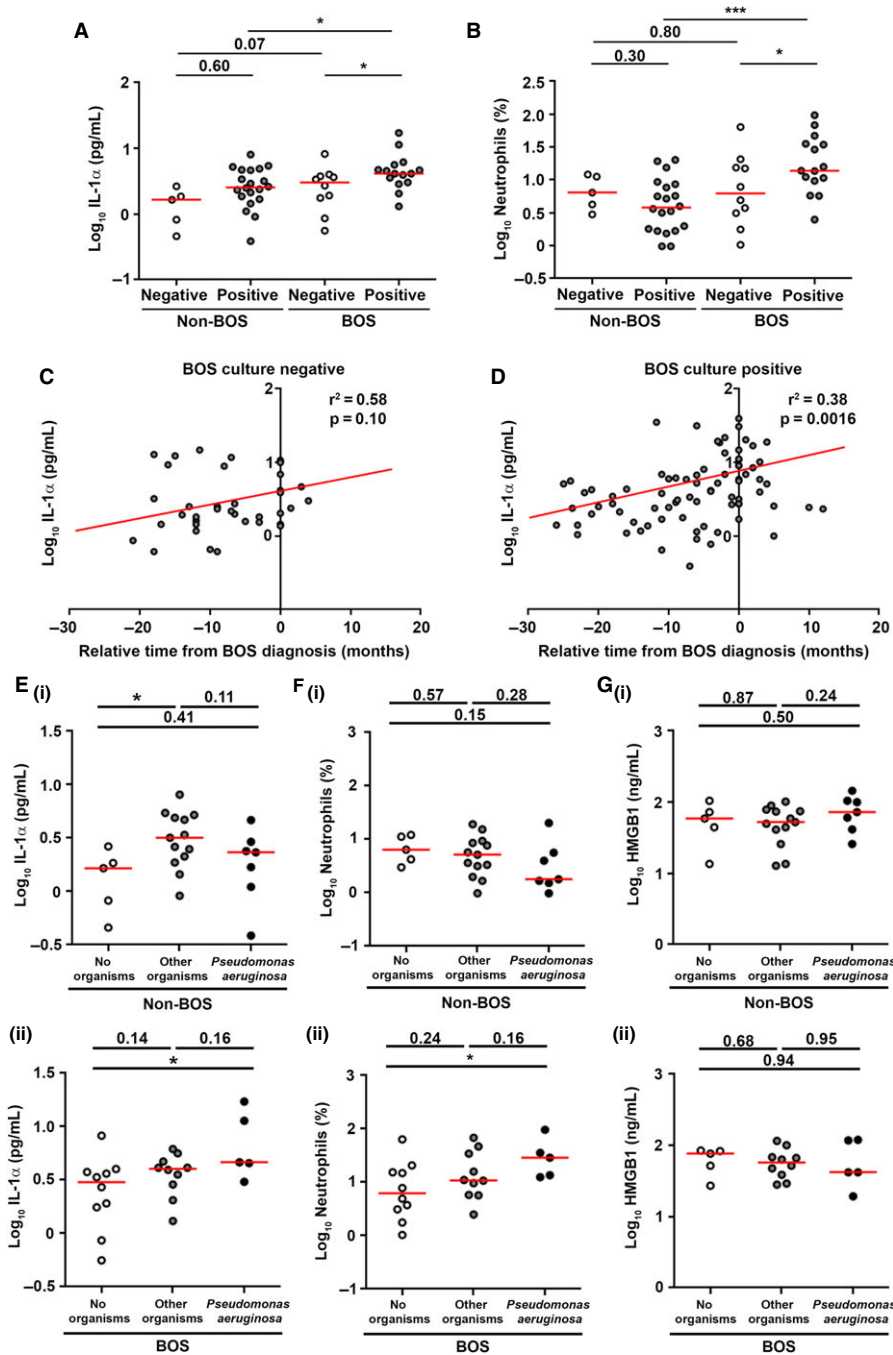 A
*
0.07
0.60
*
Log10 IL-1α (pg/mL)
2
1
0
–1
Negative Positive Negative Positive
Non-BOS BOS
B
***
0.80
0.30
*
Log10 Neutrophils (%)
2.5
2.0
1.5
1.0
0.5
0
–0.5
Negative Positive Negative Positive
Non-BOS BOS
C
BOS culture negative
r2 = 0.58
p = 0.10
Log10 IL-1α (pg/mL)
2
1
0
–30 –20 –10 0 10 20
Relative time from BOS diagnosis (months)
D
BOS culture positive
r2 = 0.38
p = 0.0016
Log10 IL-1α (pg/mL)
2
1
0
–30 –20 –10 0 10 20
Relative time from BOS diagnosis (months)
E (i)
* 0.11
0.41
Log10 IL-1α (pg/mL)
1.5
1.0
0.5
0
–0.5
No organisms
Other organisms
Pseudomonas aeruginosa
Non-BOS
F (i)
0.57 0.28
0.15
Log10 Neutrophils (%)
3
2
1
0
–1
No organisms
Other organisms
Pseudomonas aeruginosa
Non-BOS
G (i)
0.87 0.24
0.50
Log10 HMGB1 (ng/mL)
3
2
1
0
No organisms
Other organisms
Pseudomonas aeruginosa
Non-BOS
(ii)
0.14 0.16
*
Log10 IL-1α (pg/mL)
1.5
1.0
0.5
0
–0.5
No organisms
Other organisms
Pseudomonas aeruginosa
BOS
(ii)
0.24 0.16
*
Log10 Neutrophils (%)
3
2
1
0
–1
No organisms
Other organisms
Pseudomonas aeruginosa
BOS
(ii)
0.68 0.95
0.94
Log10 HMGB1 (ng/mL)
3
2
1
0
No organisms
Other organisms
Pseudomonas aeruginosa
BOS